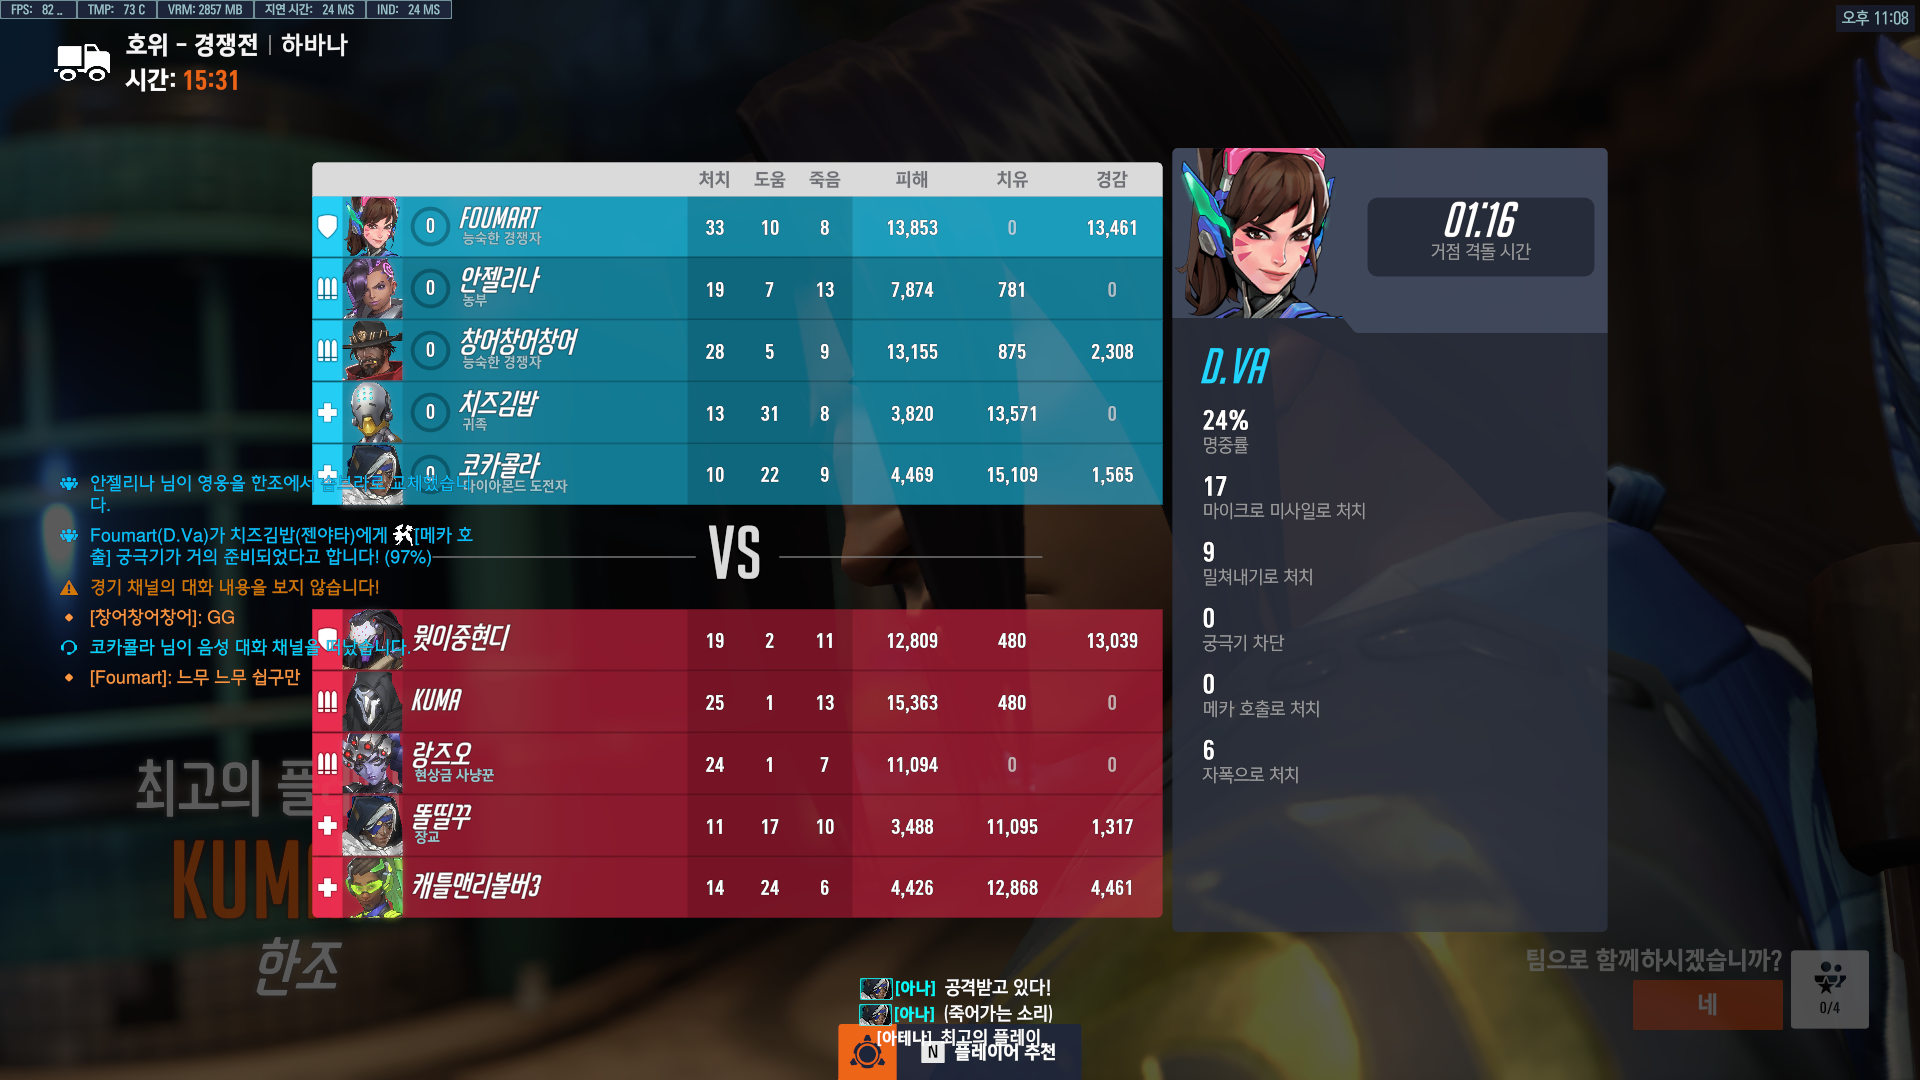 FPS: 82 .. TMP: 73 C VRM: 2857 MB 지연 시간: 24 MS IND: 24 MS
오후 11:08
호위 - 경쟁전 | 하바나
시간: 15:31
처치 도움 죽음 피해 치유 경감
0 FOUMART 33 10 8 13,853 0 13,461
능숙한 경쟁자
0 안젤리나 19 7 13 7,874 781 0
농부
0 창어창어창어 28 5 9 13,155 875 2,308
능숙한 경쟁자
0 치즈김밥 13 31 8 3,820 13,571 0
귀족
0 코카콜라 10 22 9 4,469 15,109 1,565
다이아몬드 도전자
안젤리나 님이 영웅을 한조에서 솜브라로 교체했습니
다.
Foumart(D.Va)가 치즈김밥(젠야타)에게 [메카 호
출] 궁극기가 거의 준비되었다고 합니다! (97%)
경기 채널의 대화 내용을 보지 않습니다!
[창어창어창어]: GG
코카콜라 님이 음성 대화 채널을 떠났습니다.
[Foumart]: 느무 느무 쉽구만
VS
뭣이중현디 19 2 11 12,809 480 13,039
KUMA 25 1 13 15,363 480 0
랑즈오 24 1 7 11,094 0 0
현상금 사냥꾼
똘띨꾸 11 17 10 3,488 11,095 1,317
장교
캐틀맨리볼버3 14 24 6 4,426 12,868 4,461
01:16
거점 격돌 시간
D.VA
24%
명중률
17
마이크로 미사일로 처치
9
밀쳐내기로 처치
0
궁극기 차단
0
메카 호출로 처치
6
자폭으로 처치
최고의 플
KUM
한조
[아나] 공격받고 있다!
[아나] (죽어가는 소리)
[아테나] 최고의 플레이.
N 플레이어 추천
팀으로 함께하시겠습니까?
네
0/4